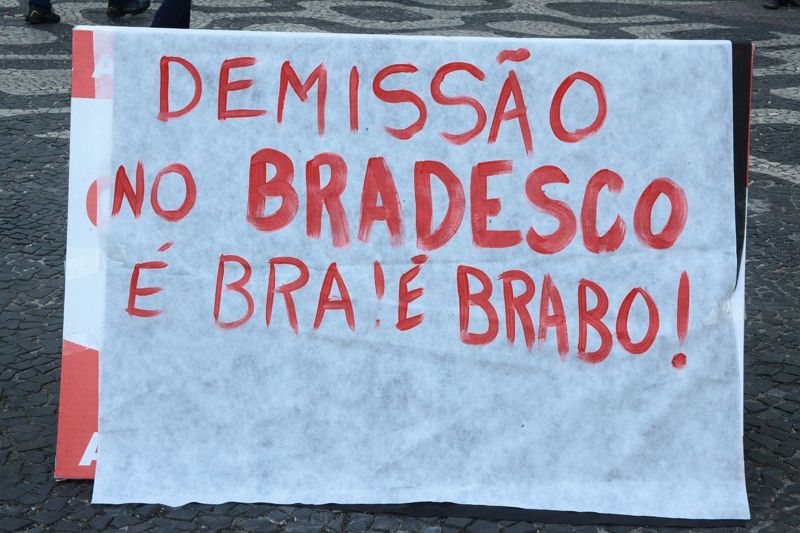 DEMISSÃO
NO BRADESCO
É BRA! É BRABO!